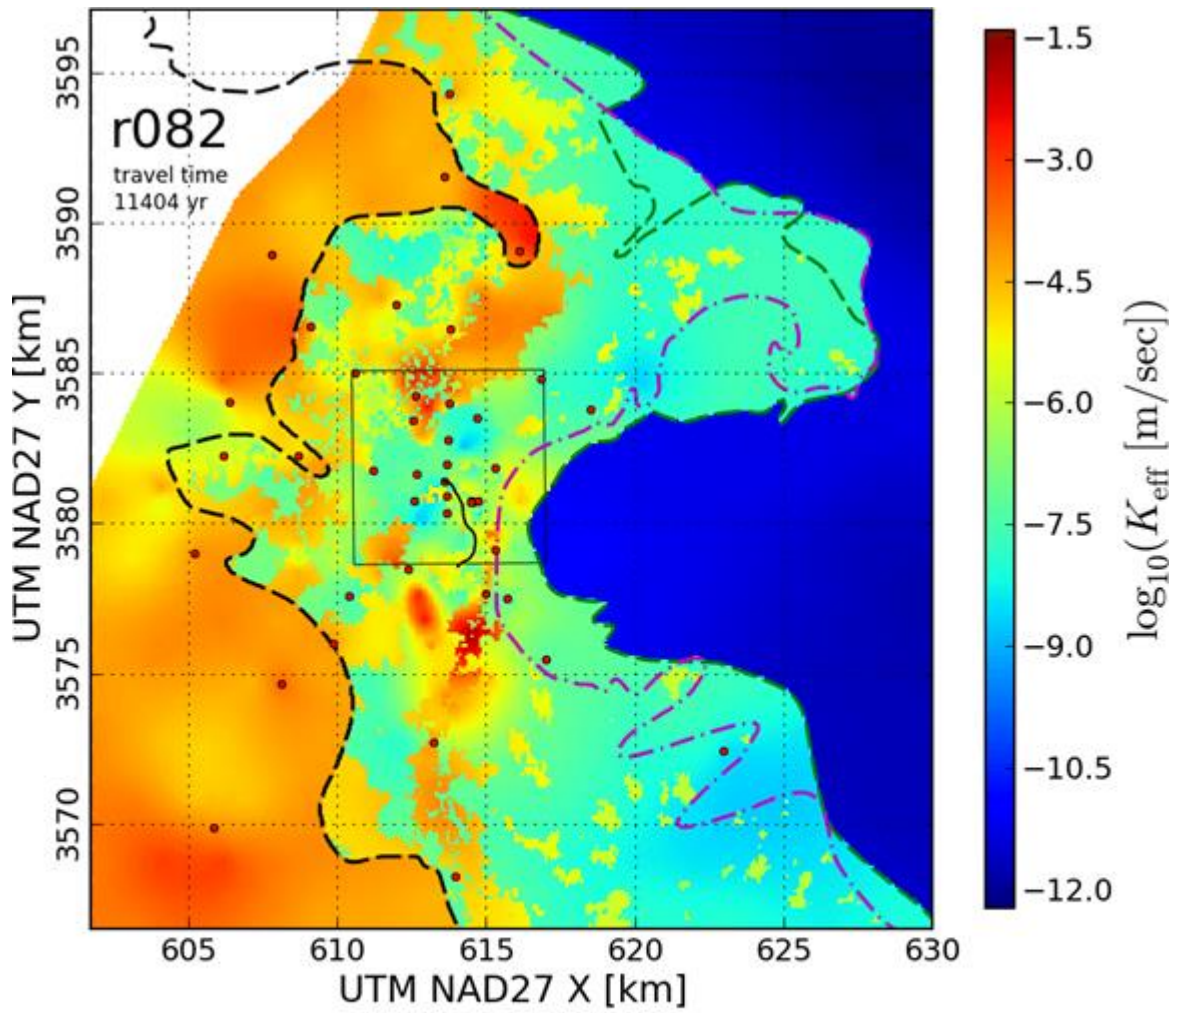 r082
travel time
11404 yr
3595
3590
3585
3580
3575
3570
UTM NAD27 Y [km]
605 610 615 620 625 630
UTM NAD27 X [km]
−1.5
−3.0
−4.5
−6.0
−7.5
−9.0
−10.5
−12.0
log10(Keff [m/sec])